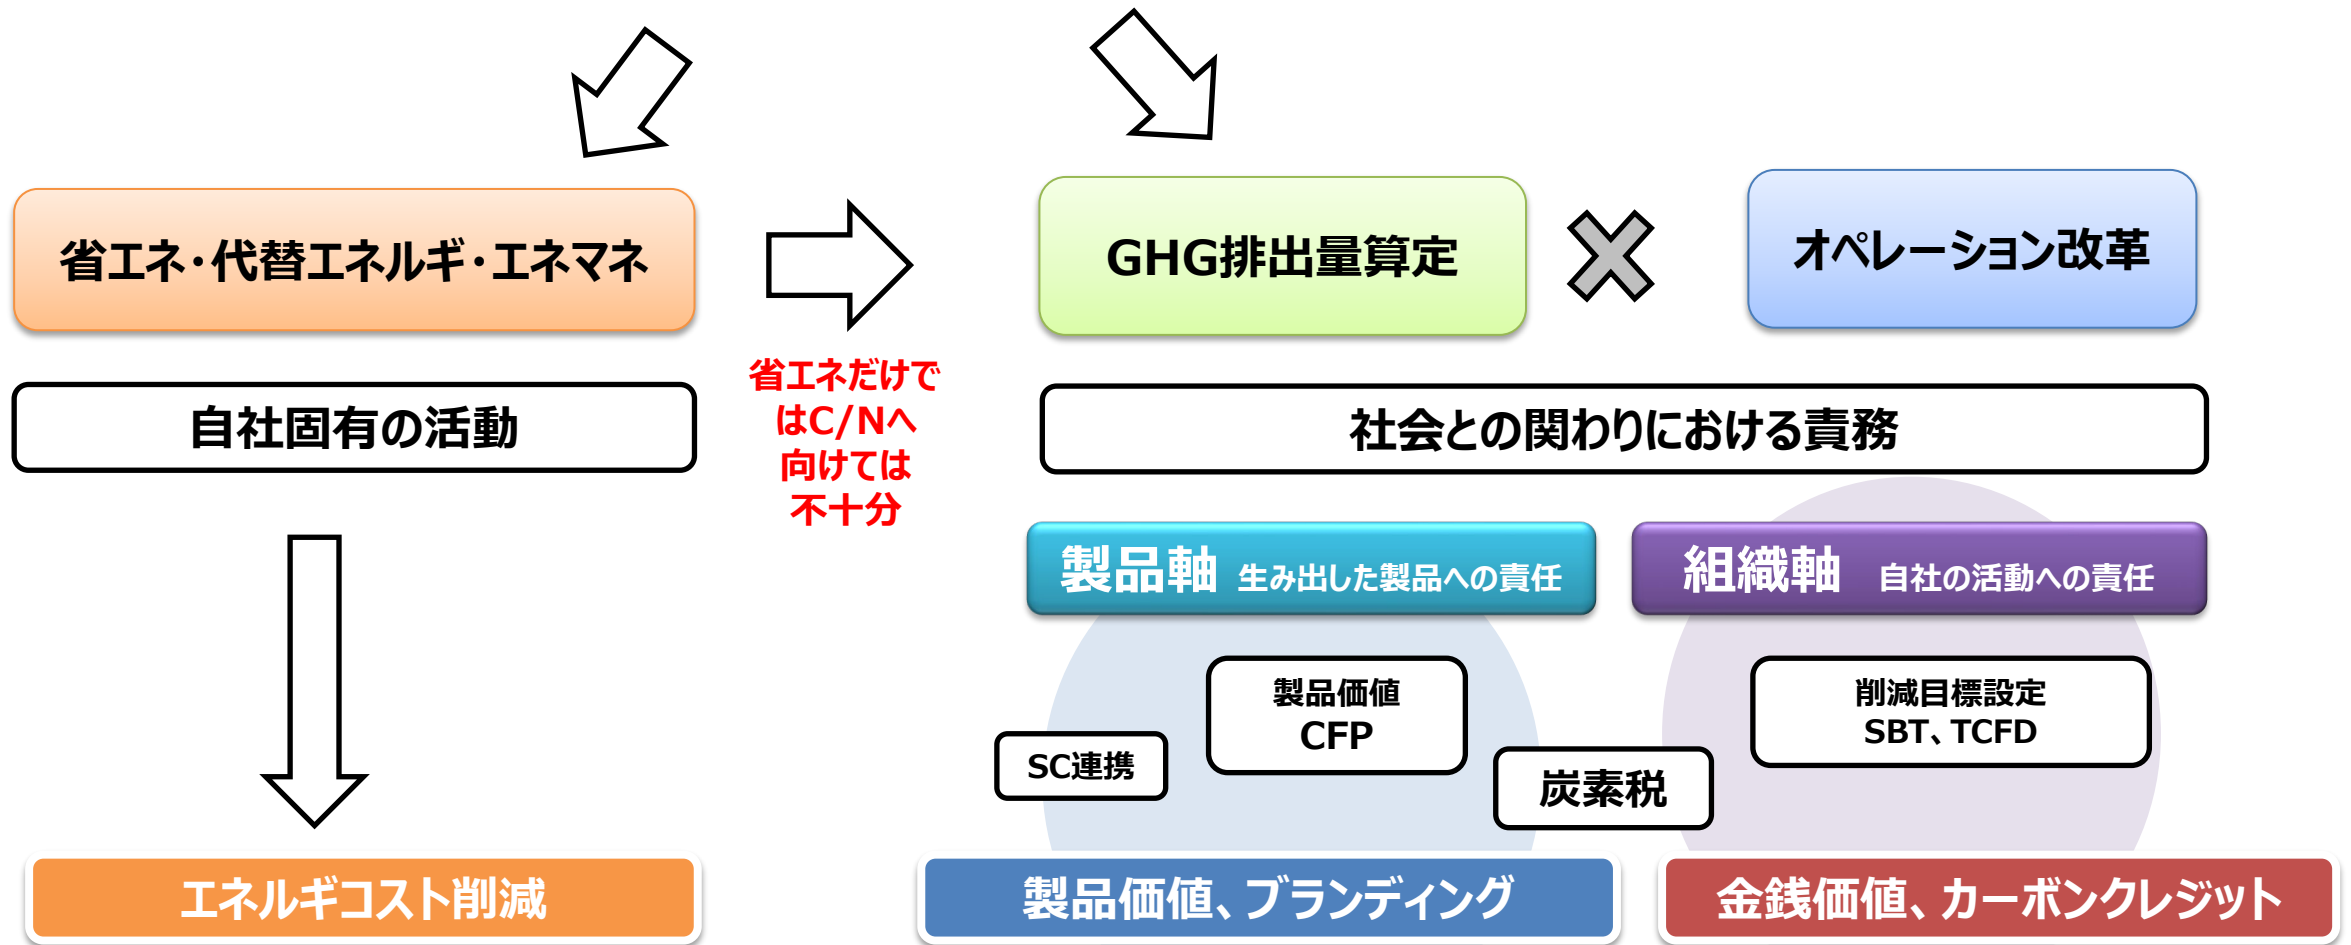 省エネ・代替エネルギ・エネマネ
GHG排出量算定
オペレーション改革
自社固有の活動
省エネだけで
はC/Nへ
向けては
不十分
社会との関わりにおける責務
製品軸 生み出した製品への責任
組織軸 自社の活動への責任
製品価値
CFP
削減目標設定
SBT、TCFD
SC連携
炭素税
エネルギコスト削減
製品価値、ブランディング
金銭価値、カーボンクレジット